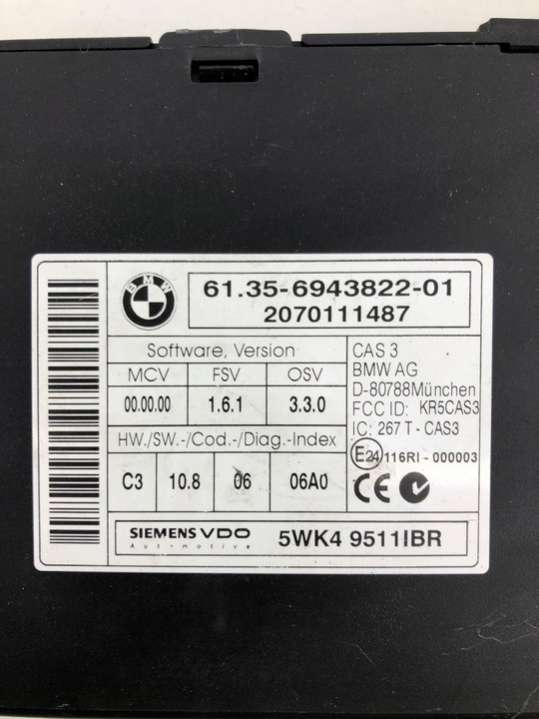 BMW
61.35-6943822-01
2070111487
Software, Version
MCV FSV OSV
00.00.00 1.6.1 3.3.0
HW./SW.-/Cod.-/Diag.-Index
C3 10.8 06 06A0
CAS 3
BMW AG
D-80788München
FCC ID: KR5CAS3
IC: 267 T - CAS3
E24 116RI - 000003
CE
SIEMENS VDO
Automotive
5WK4 9511IBR